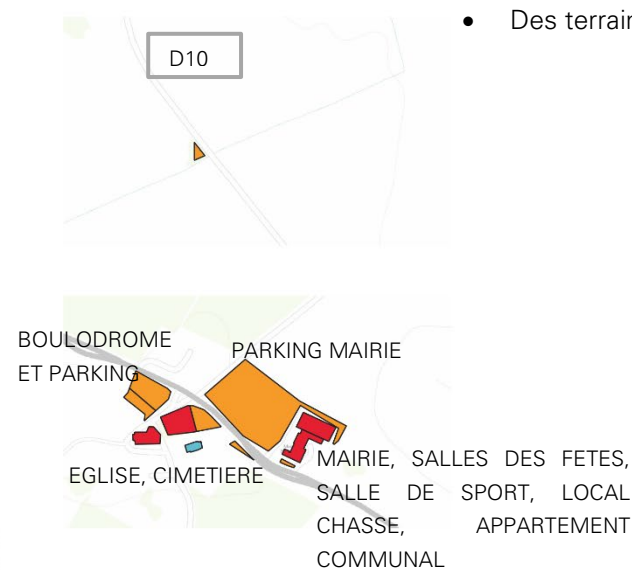 • Des terrain
D10
BOULODROME
ET PARKING
PARKING MAIRIE
EGLISE, CIMETIERE
MAIRIE, SALLES DES FETES,
SALLE DE SPORT, LOCAL
CHASSE, APPARTEMENT
COMMUNAL